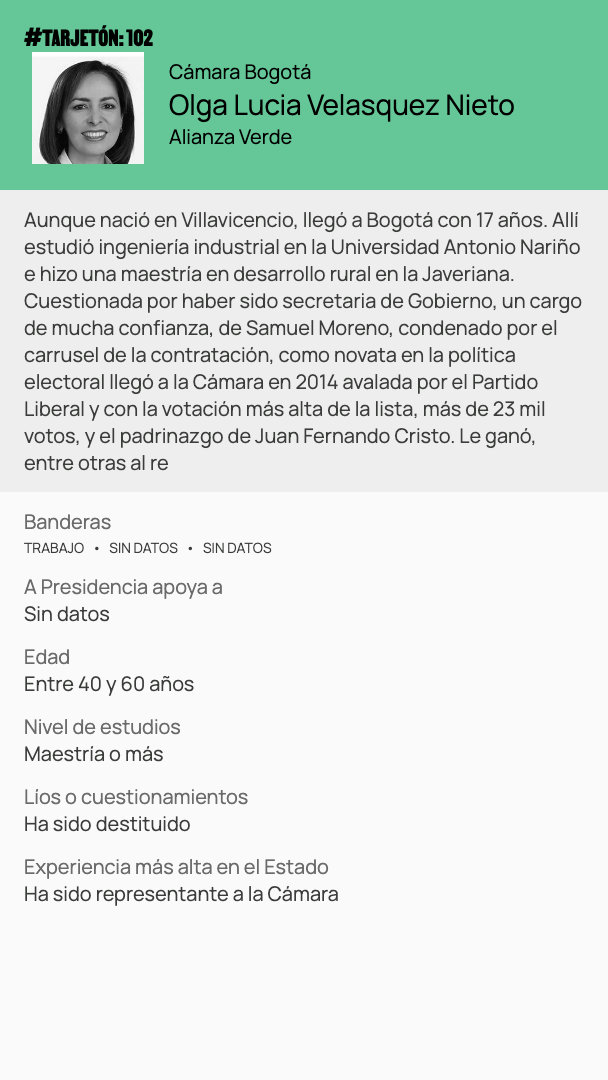 #TARJETÓN: 102
Cámara Bogotá
Olga Lucia Velasquez Nieto
Alianza Verde
Aunque nació en Villavicencio, llegó a Bogotá con 17 años. Allí
estudió ingeniería industrial en la Universidad Antonio Nariño
e hizo una maestría en desarrollo rural en la Javeriana.
Cuestionada por haber sido secretaria de Gobierno, un cargo
de mucha confianza, de Samuel Moreno, condenado por el
carrusel de la contratación, como novata en la política
electoral llegó a la Cámara en 2014 avalada por el Partido
Liberal y con la votación más alta de la lista, más de 23 mil
votos, y el padrinazgo de Juan Fernando Cristo. Le ganó,
entre otras al re
Banderas
TRABAJO • SIN DATOS • SIN DATOS
A Presidencia apoya a
Sin datos
Edad
Entre 40 y 60 años
Nivel de estudios
Maestría o más
Líos o cuestionamientos
Ha sido destituido
Experiencia más alta en el Estado
Ha sido representante a la Cámara